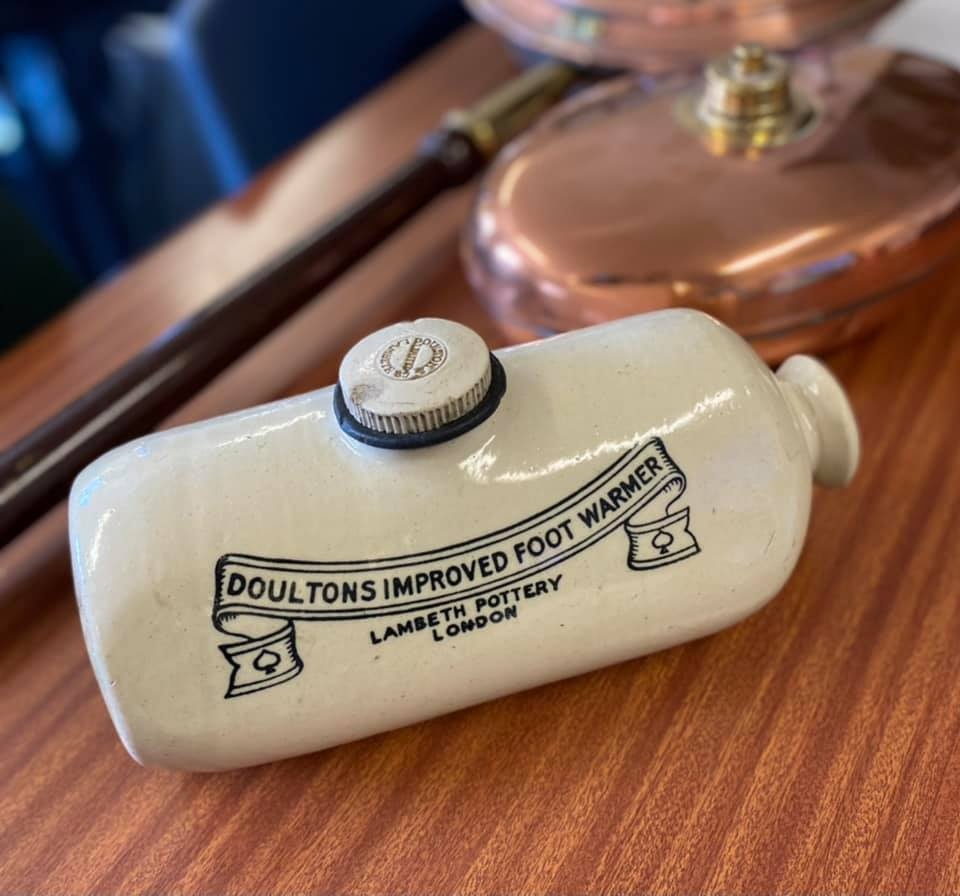 DOULTONS IMPROVED FOOT WARMER
LAMBETH POTTERY
LONDON